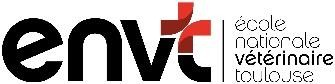 envt
école
nationale
vétérinaire
toulouse